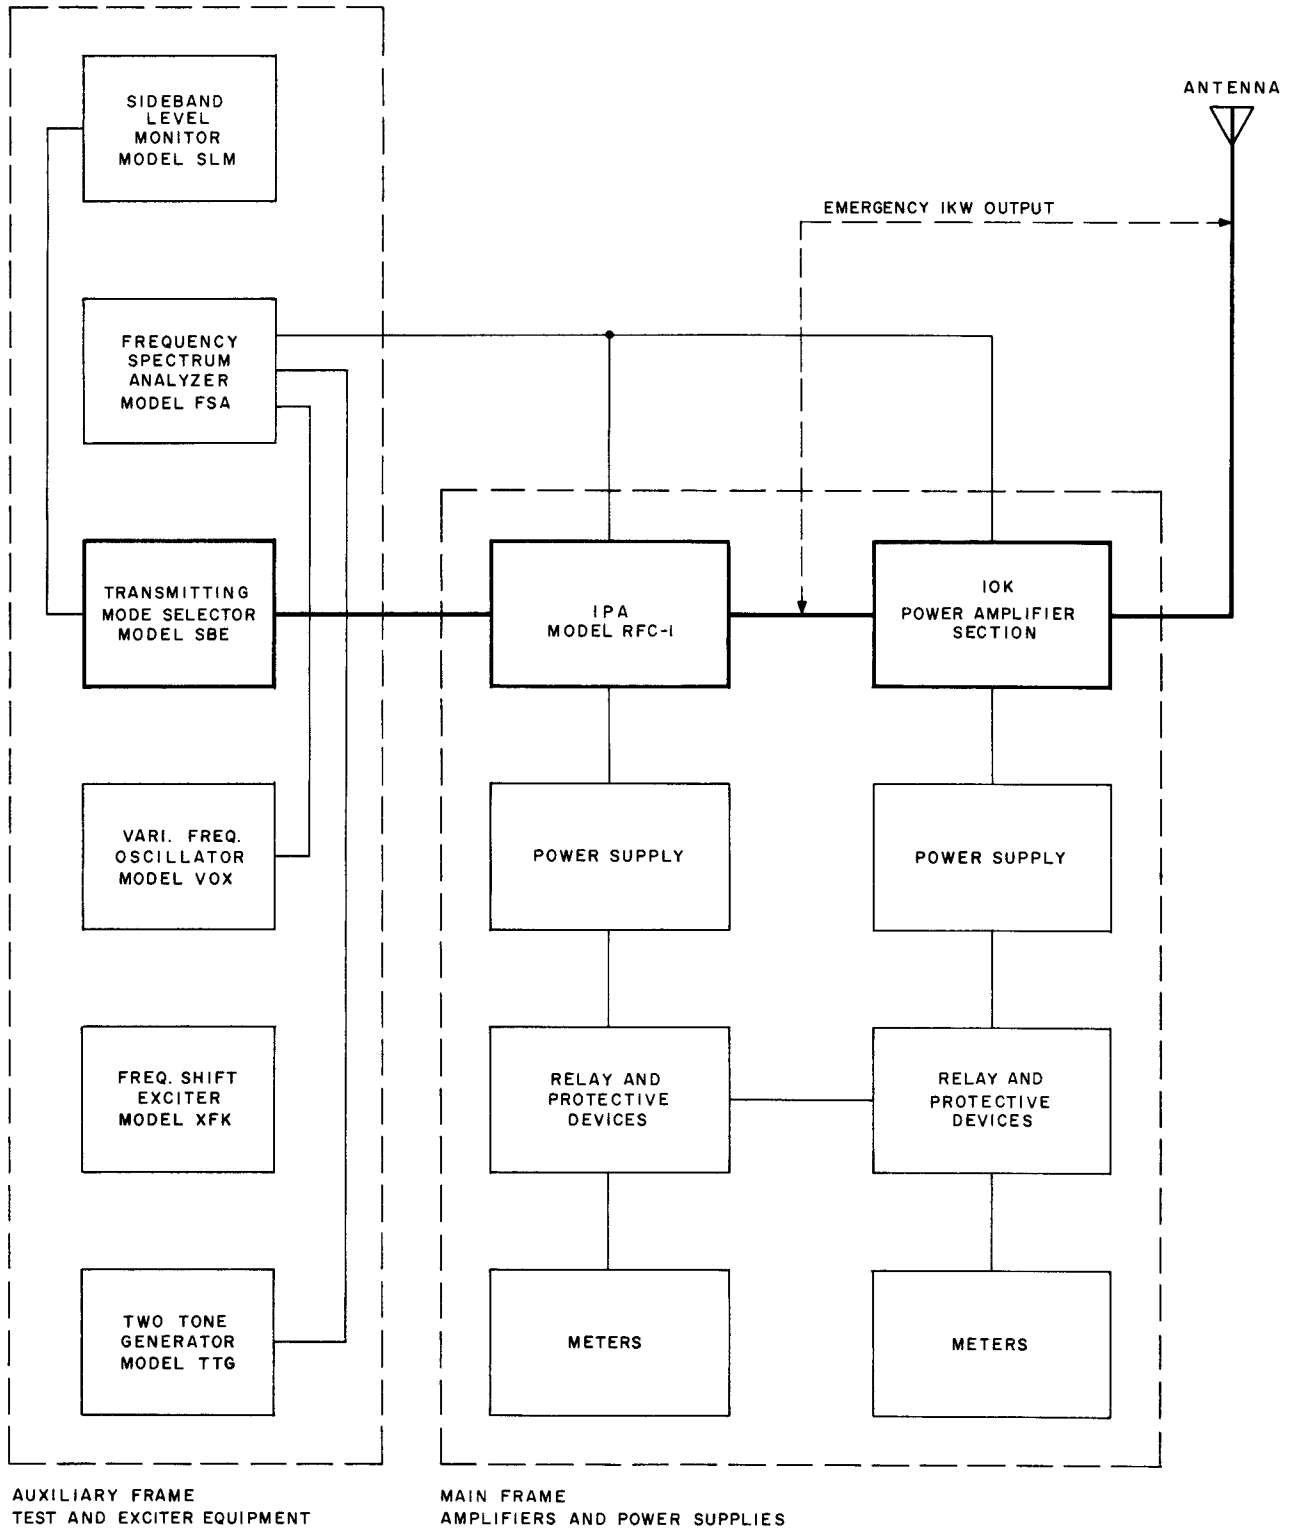 ANTENNA
SIDEBAND
LEVEL
MONITOR
MODEL SLM
EMERGENCY 1KW OUTPUT
FREQUENCY
SPECTRUM
ANALYZER
MODEL FSA
TRANSMITTING
MODE SELECTOR
MODEL SBE
IPA
MODEL RFC-1
10K
POWER AMPLIFIER
SECTION
VARI. FREQ.
OSCILLATOR
MODEL VOX
POWER SUPPLY
POWER SUPPLY
FREQ. SHIFT
EXCITER
MODEL XFK
RELAY AND
PROTECTIVE
DEVICES
RELAY AND
PROTECTIVE
DEVICES
TWO TONE
GENERATOR
MODEL TTG
METERS
METERS
AUXILIARY FRAME
TEST AND EXCITER EQUIPMENT
MAIN FRAME
AMPLIFIERS AND POWER SUPPLIES